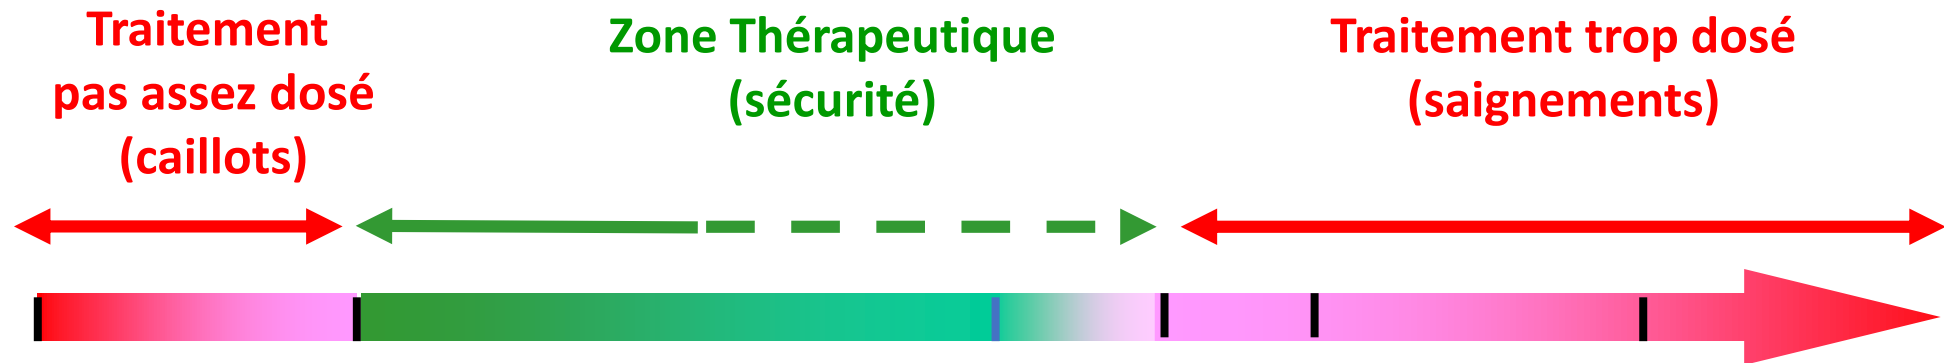 Traitement
pas assez dosé
(caillots)
Zone Thérapeutique
(sécurité)
Traitement trop dosé
(saignements)